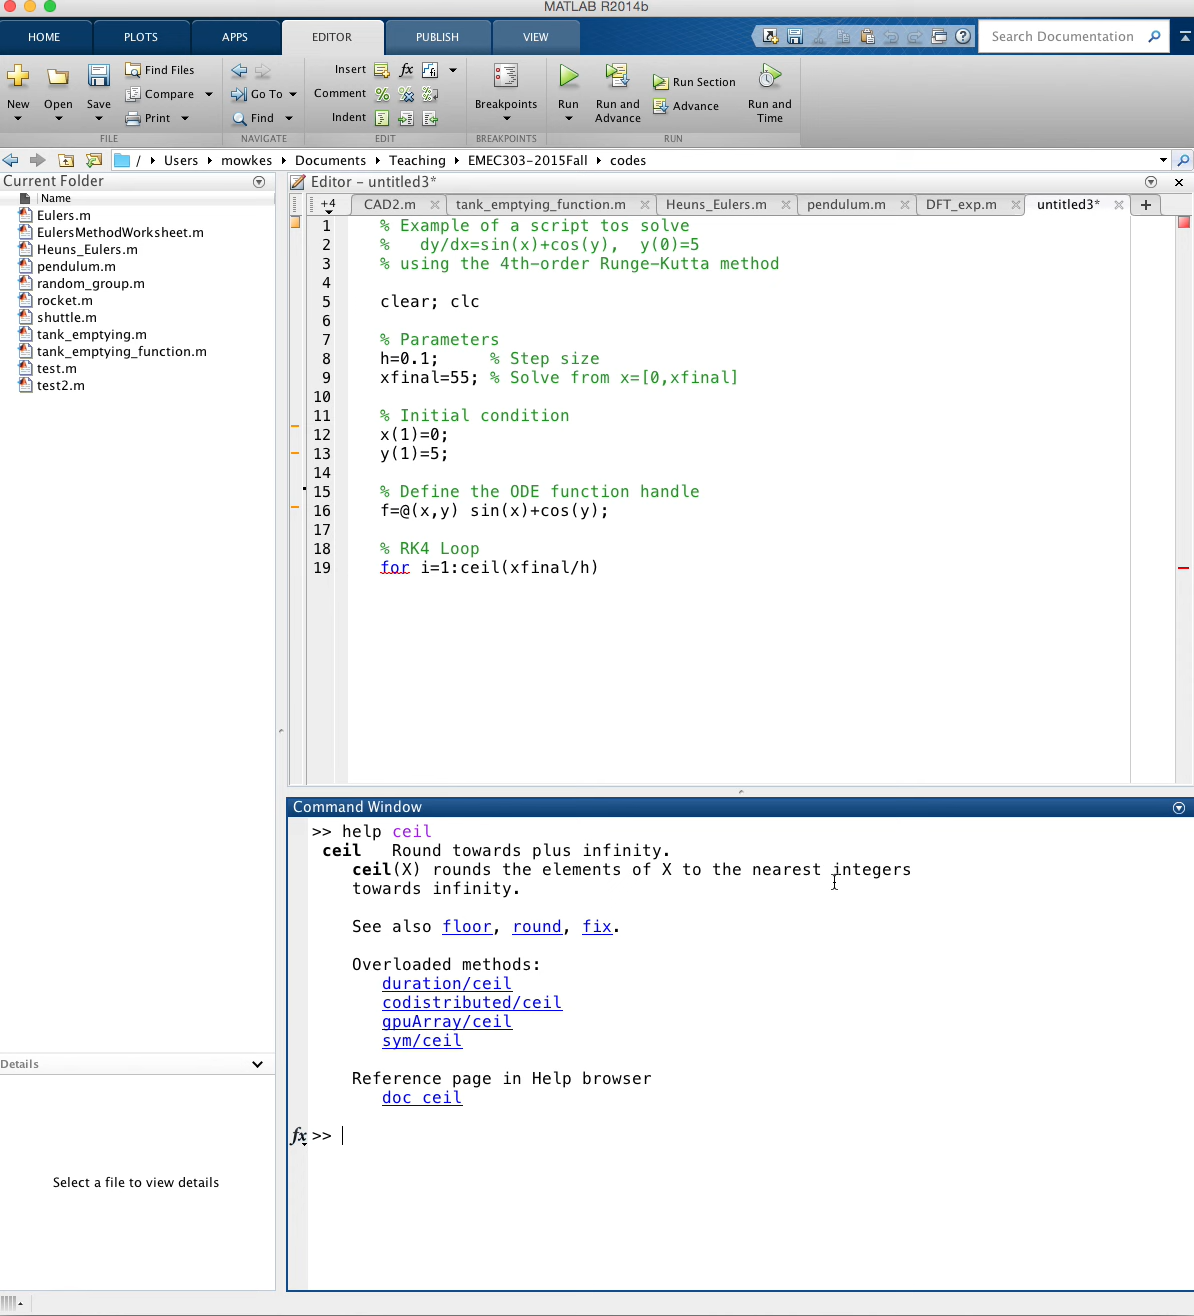 MATLAB R2014b
HOME PLOTS APPS EDITOR PUBLISH VIEW Search Documentation
New Open Save Find Files Compare Print
FILE
Go To Find
NAVIGATE
Insert fx
Comment
Indent
EDIT
Breakpoints
BREAKPOINTS
Run Run and Advance Run Section Advance Run and Time
RUN
/ Users mowkes Documents Teaching EMEC303-2015Fall codes
Current Folder
Name
Eulers.m
EulersMethodWorksheet.m
Heuns_Eulers.m
pendulum.m
random_group.m
rocket.m
shuttle.m
tank_emptying.m
tank_emptying_function.m
test.m
test2.m
Details
Select a file to view details
Editor - untitled3*
+4 CAD2.m tank_emptying_function.m Heuns_Eulers.m pendulum.m DFT_exp.m untitled3* +
1 % Example of a script tos solve
2 %   dy/dx=sin(x)+cos(y),  y(0)=5
3 % using the 4th-order Runge-Kutta method
4
5 clear; clc
6
7 % Parameters
8 h=0.1;     % Step size
9 xfinal=55; % Solve from x=[0,xfinal]
10
11 % Initial condition
12 x(1)=0;
13 y(1)=5;
14
15 % Define the ODE function handle
16 f=@(x,y) sin(x)+cos(y);
17
18 % RK4 Loop
19 for i=1:ceil(xfinal/h)
Command Window
>> help ceil
ceil   Round towards plus infinity.
ceil(X) rounds the elements of X to the nearest integers
towards infinity.
See also floor, round, fix.
Overloaded methods:
duration/ceil
codistributed/ceil
gpuArray/ceil
sym/ceil
Reference page in Help browser
doc ceil
fx >>